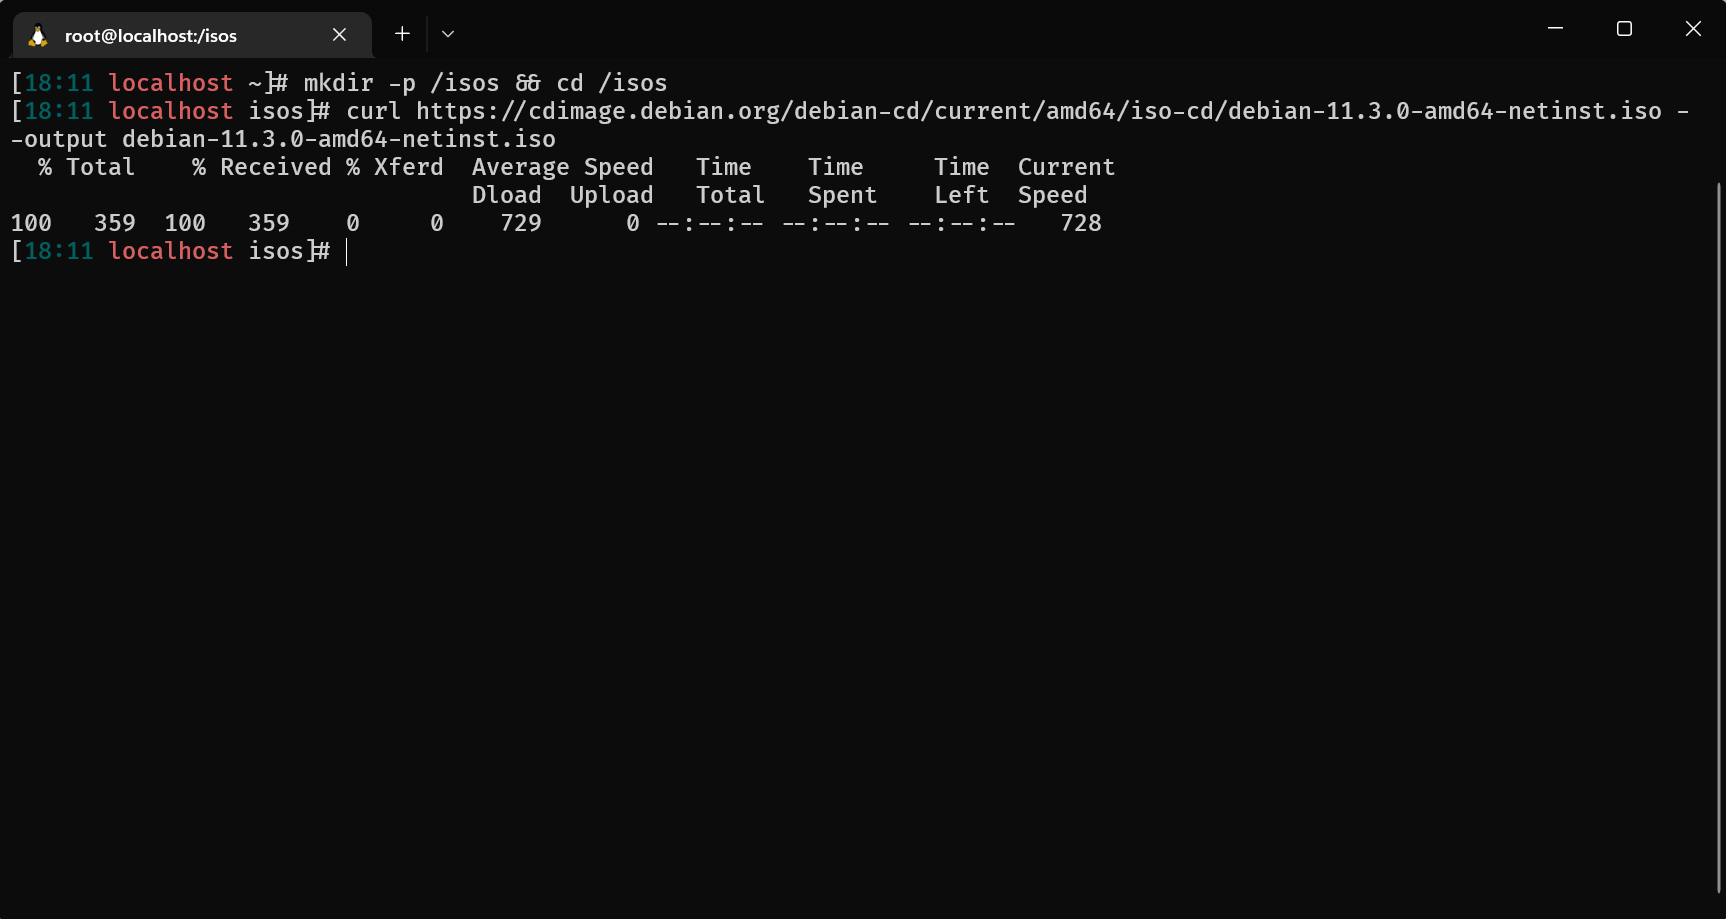 root@localhost:/isos
[18:11 localhost ~]# mkdir -p /isos && cd /isos
[18:11 localhost isos]# curl https://cdimage.debian.org/debian-cd/current/amd64/iso-cd/debian-11.3.0-amd64-netinst.iso -
-output debian-11.3.0-amd64-netinst.iso
  % Total    % Received % Xferd  Average Speed   Time    Time     Time  Current
                                 Dload  Upload   Total   Spent    Left  Speed
100   359  100   359    0     0    729      0 --:--:-- --:--:-- --:--:--   728
[18:11 localhost isos]#